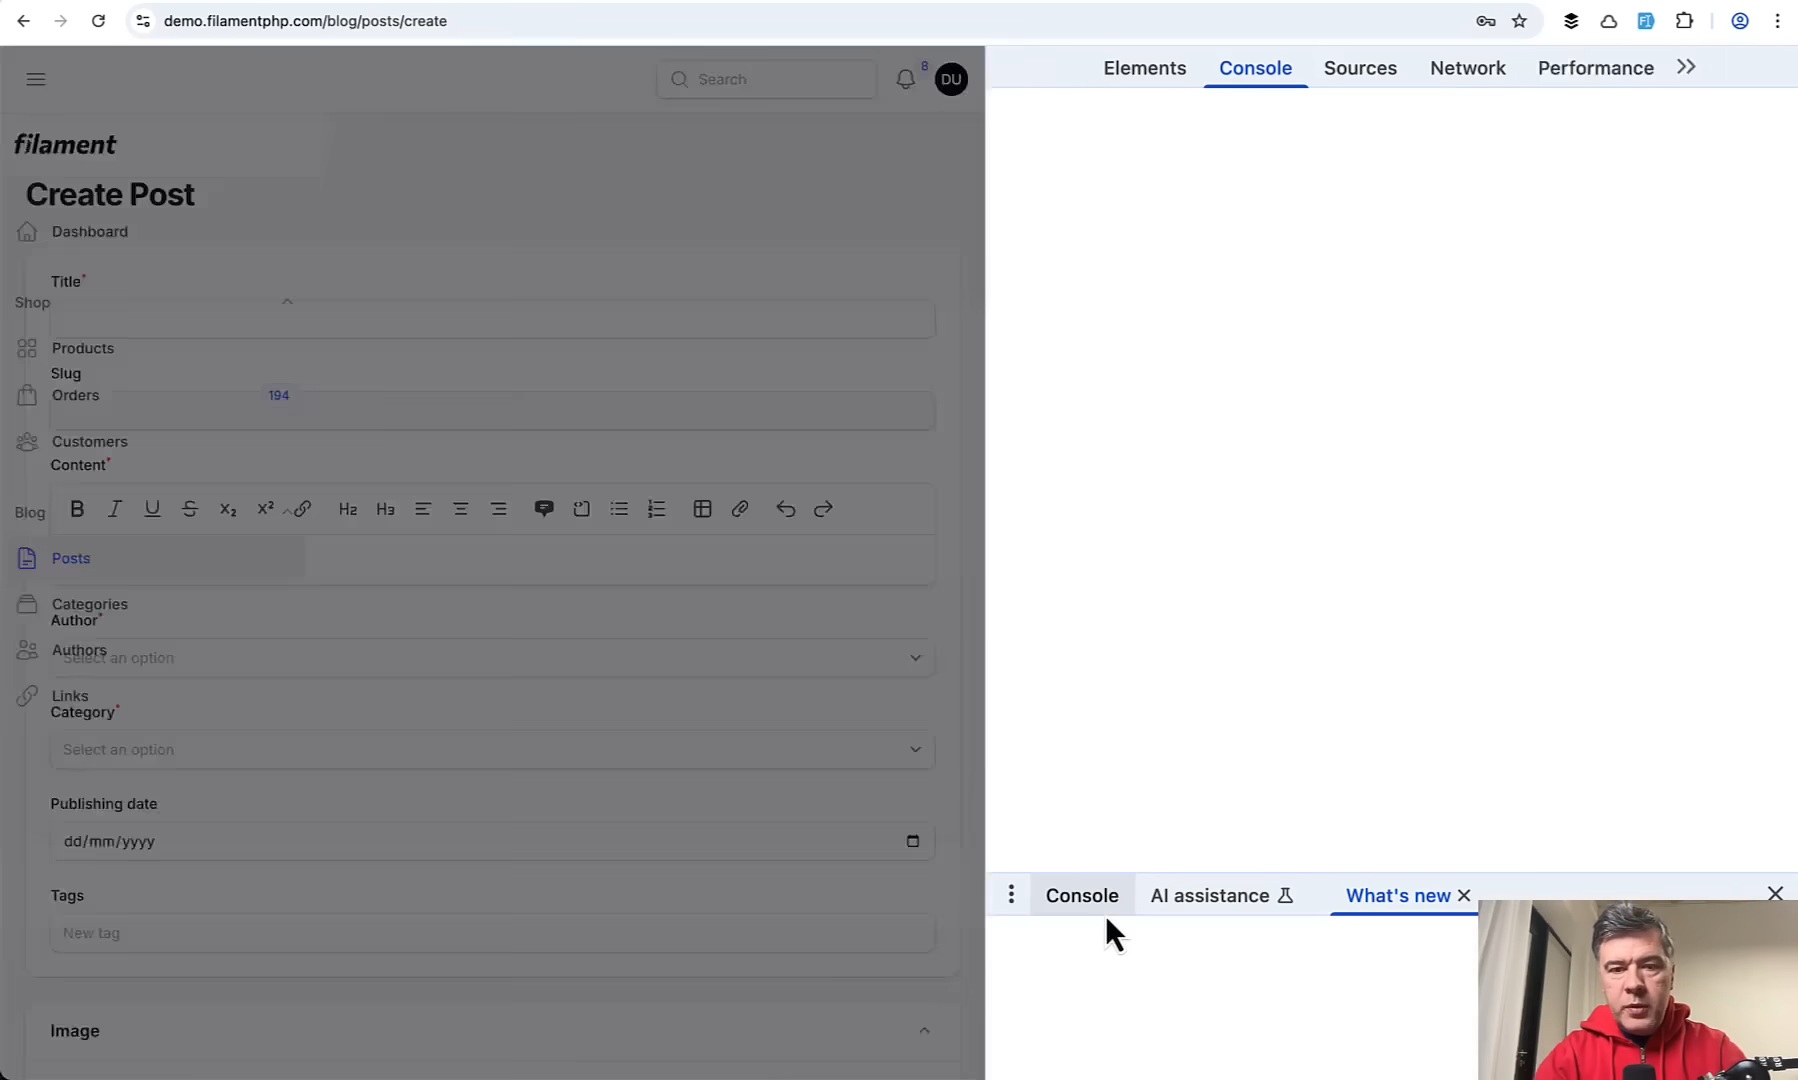 demo.filamentphp.com/blog/posts/create
Elements Console Sources Network Performance
Search
8
DU
filament
Create Post
Dashboard
Title*
Shop
Products
Slug
Orders 194
Customers
Content*
Blog
B I U S X₂ X² H₂ H₃
Posts
Categories
Author*
Authors
Select an option
Links
Category*
Select an option
Publishing date
dd/mm/yyyy
Tags
New tag
Image
Console AI assistance What's new